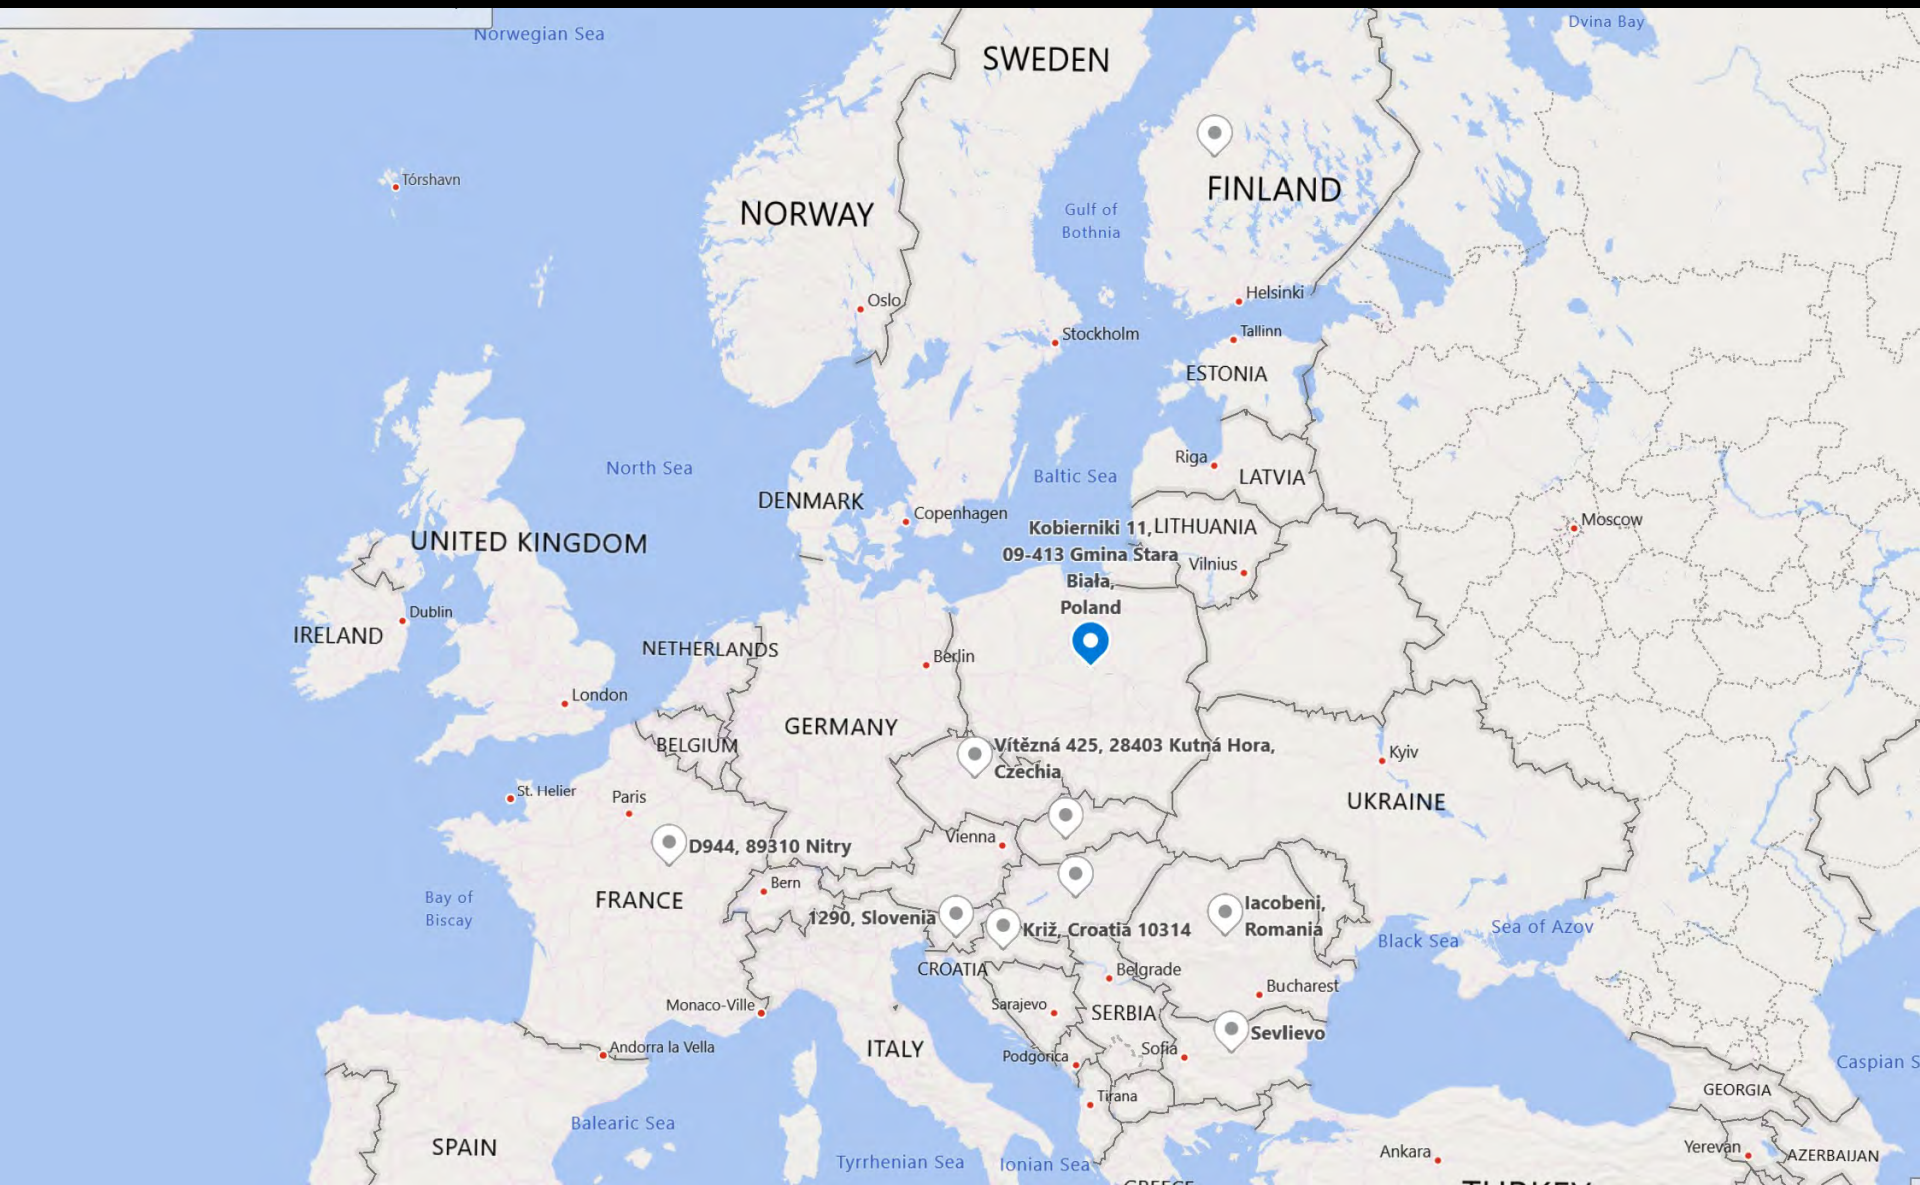 Norwegian Sea
Dvina Bay
SWEDEN
Tórshavn
FINLAND
NORWAY
Gulf of
Bothnia
Oslo
Helsinki
Stockholm
Tallinn
ESTONIA
North Sea
Riga
Baltic Sea
LATVIA
DENMARK
Copenhagen
Moscow
Kobierniki 11,
LITHUANIA
UNITED KINGDOM
09-413 Gmina Stara
Vilnius
Biała,
Poland
Dublin
IRELAND
NETHERLANDS
Berlin
London
GERMANY
BELGIUM
Vítězná 425, 28403 Kutná Hora,
Czechia
Kyiv
St. Helier
Paris
UKRAINE
Vienna
D944, 89310 Nitry
Bern
FRANCE
Bay of
Biscay
1290, Slovenia
Križ, Croatia 10314
Iacobeni,
Romania
Black Sea
Sea of Azov
CROATIA
Belgrade
Bucharest
Monaco-Ville
Sarajevo
SERBIA
Sevlievo
ITALY
Andorra la Vella
Podgorica
Sofia
Caspian S
GEORGIA
Tirana
Balearic Sea
SPAIN
Tyrrhenian Sea
Ionian Sea
Ankara
Yerevan
AZERBAIJAN
GREECE
TURKEY